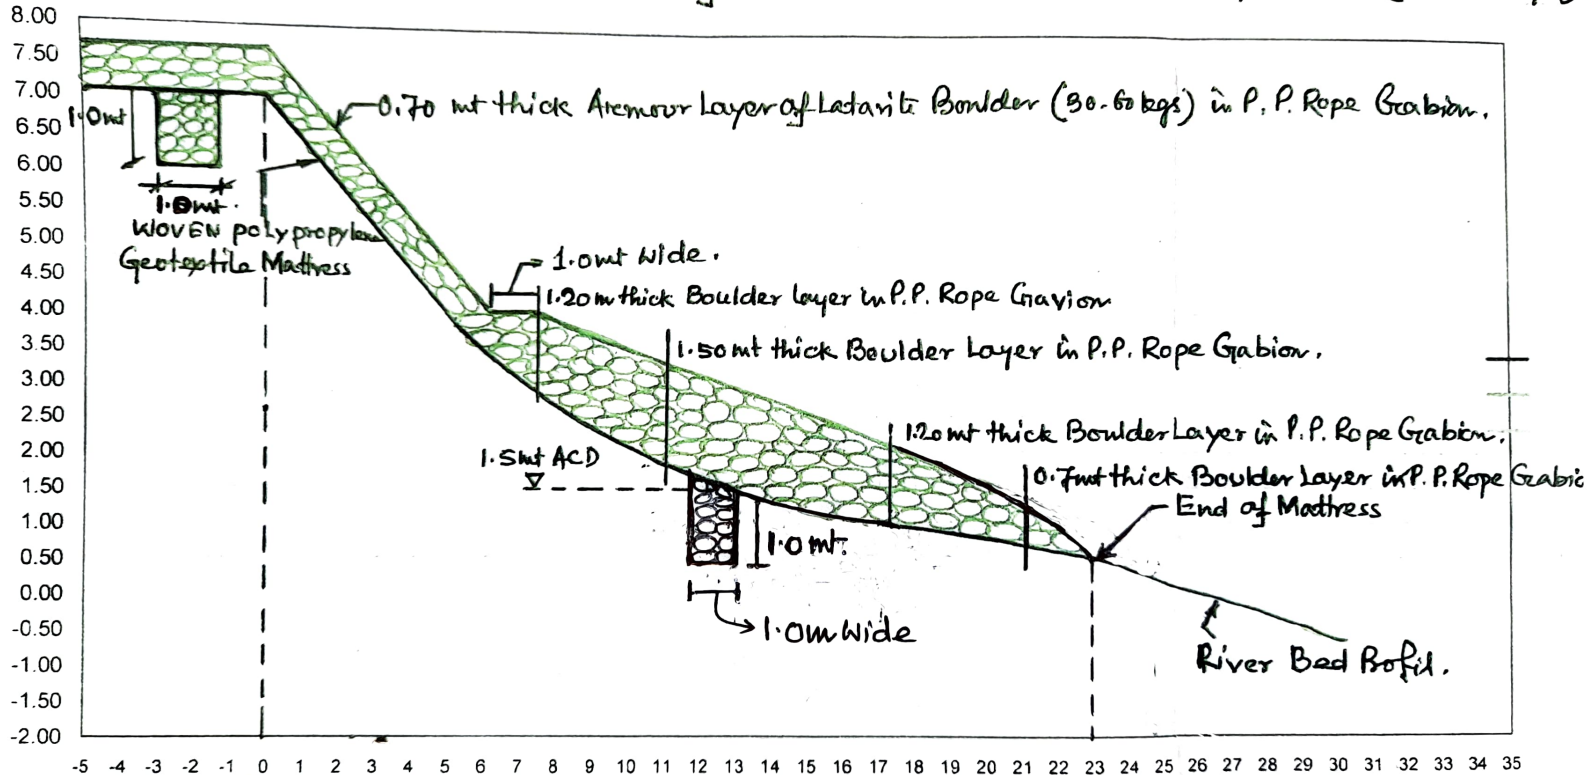 8.00
7.50
7.00
6.50
6.00
5.50
5.00
4.50
4.00
3.50
3.00
2.50
2.00
1.50
1.00
0.50
0.00
-0.50
-1.00
-1.50
-2.00
0.70 mt thick Aremour Layer of Latarite Boulder (30-60 kgs) in P.P. Rope Gabion.
1.0mt
1.0mt.
WOVEN polypropylene
Geotextile Mattress
1.0mt wide.
1.20m thick Boulder layer in P.P. Rope Gavion
1.50mt thick Boulder Layer in P.P. Rope Gabion.
1.20mt thick Boulder Layer in P.P. Rope Gabion.
1.5mt ACD
0.7mt thick Boulder Layer in P.P. Rope Gabio
End of Mattress
1.0mt.
1.0m wide
River Bed Bofil.
-5 -4 -3 -2 -1 0 1 2 3 4 5 6 7 8 9 10 11 12 13 14 15 16 17 18 19 20 21 22 23 24 25 26 27 28 29 30 31 32 33 34 35